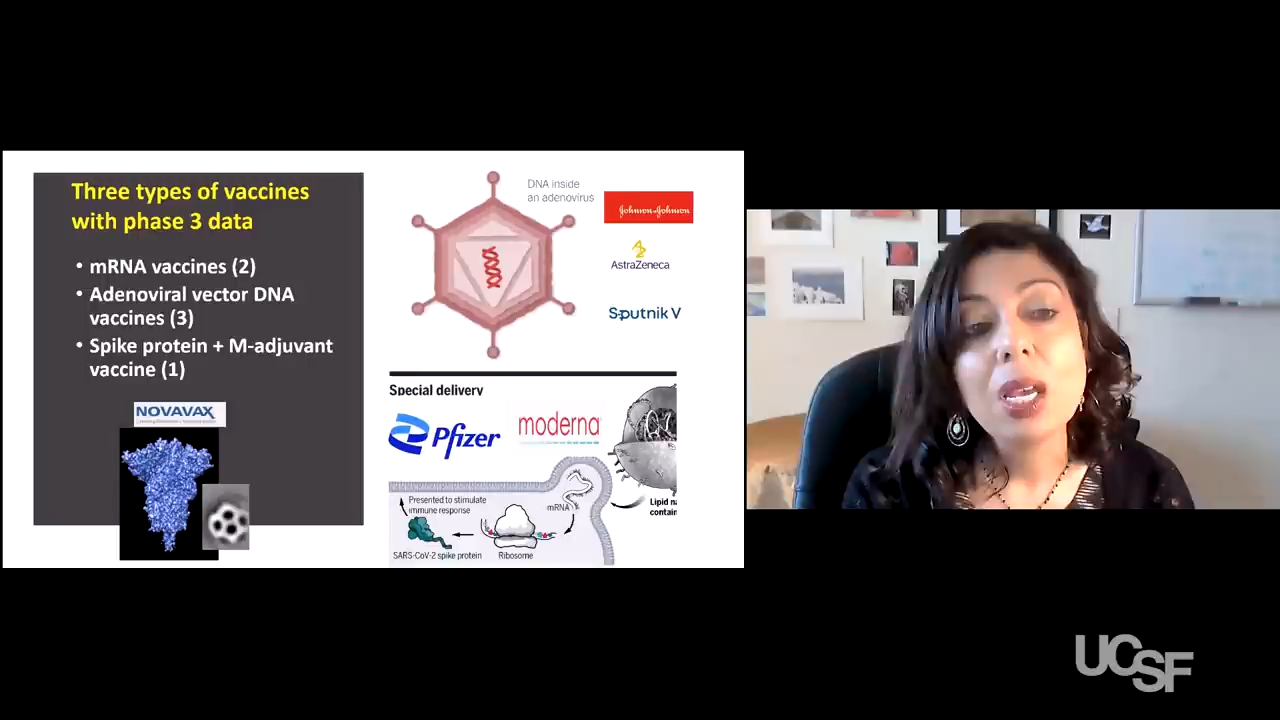 Three types of vaccines
with phase 3 data
• mRNA vaccines (2)
• Adenoviral vector DNA
vaccines (3)
• Spike protein + M-adjuvant
vaccine (1)
NOVAVAX
DNA inside
an adenovirus
Johnson & Johnson
AstraZeneca
Sputnik V
Special delivery
Pfizer
moderna
Presented to stimulate
immune response
mRNA
Lipid
SARS-CoV-2 spike protein
Ribosome
UCSF